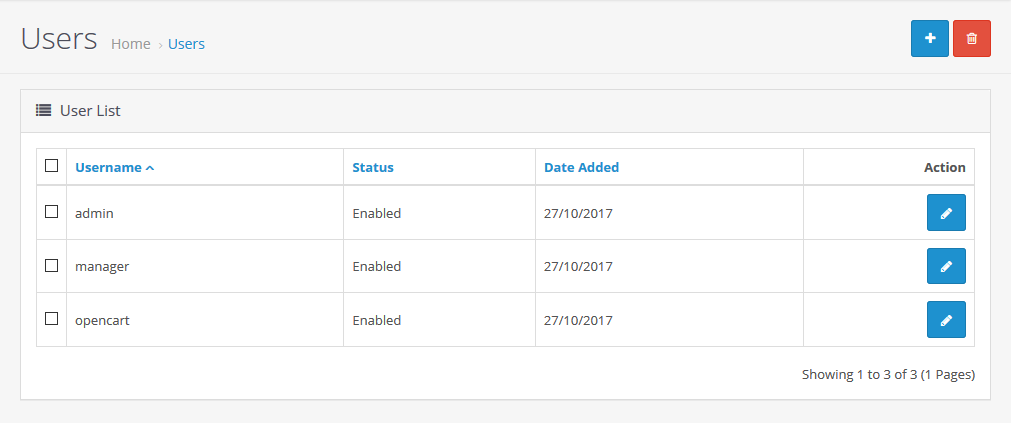 Users Home › Users
User List
Username Status Date Added Action
admin Enabled 27/10/2017
manager Enabled 27/10/2017
opencart Enabled 27/10/2017
Showing 1 to 3 of 3 (1 Pages)